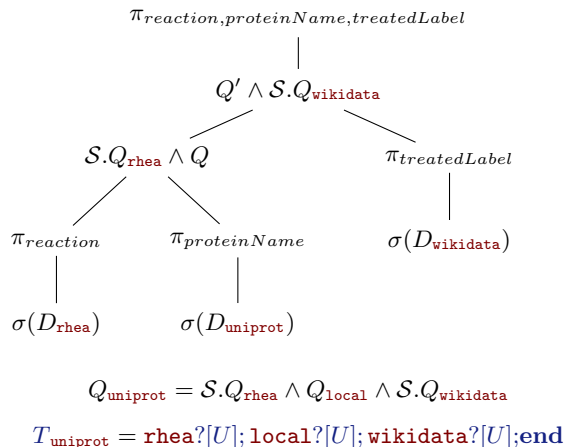 π_{reaction,proteinName,treatedLabel}
Q′ ∧ 𝒮.Q_{wikidata}
𝒮.Q_{rhea} ∧ Q π_{treatedLabel}
π_{reaction} π_{proteinName} σ(D_{wikidata})
σ(D_{rhea}) σ(D_{uniprot})
Q_{uniprot} = 𝒮.Q_{rhea} ∧ Q_{local} ∧ 𝒮.Q_{wikidata}
T_{uniprot} = rhea?[U]; local?[U]; wikidata?[U];end